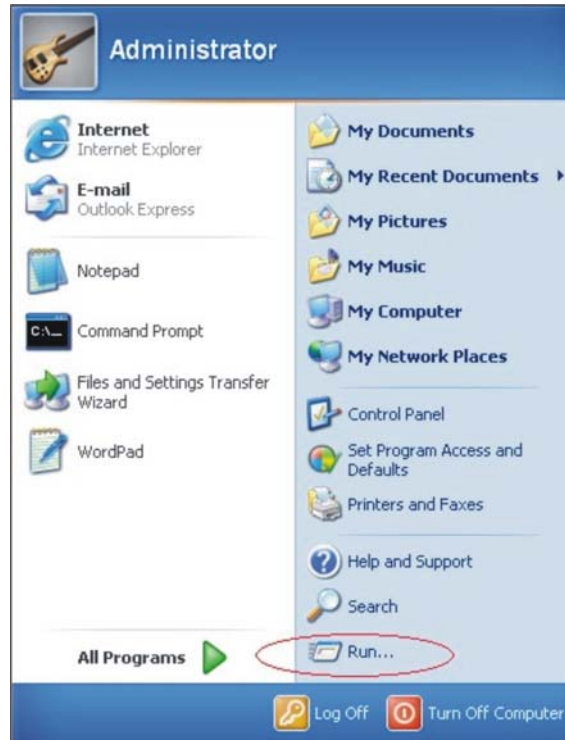 Administrator
Internet
Internet Explorer
E-mail
Outlook Express
Notepad
C:\_
Command Prompt
Files and Settings Transfer
Wizard
WordPad
All Programs
My Documents
My Recent Documents
My Pictures
My Music
My Computer
My Network Places
Control Panel
Set Program Access and
Defaults
Printers and Faxes
Help and Support
Search
Run...
Log Off
Turn Off Computer